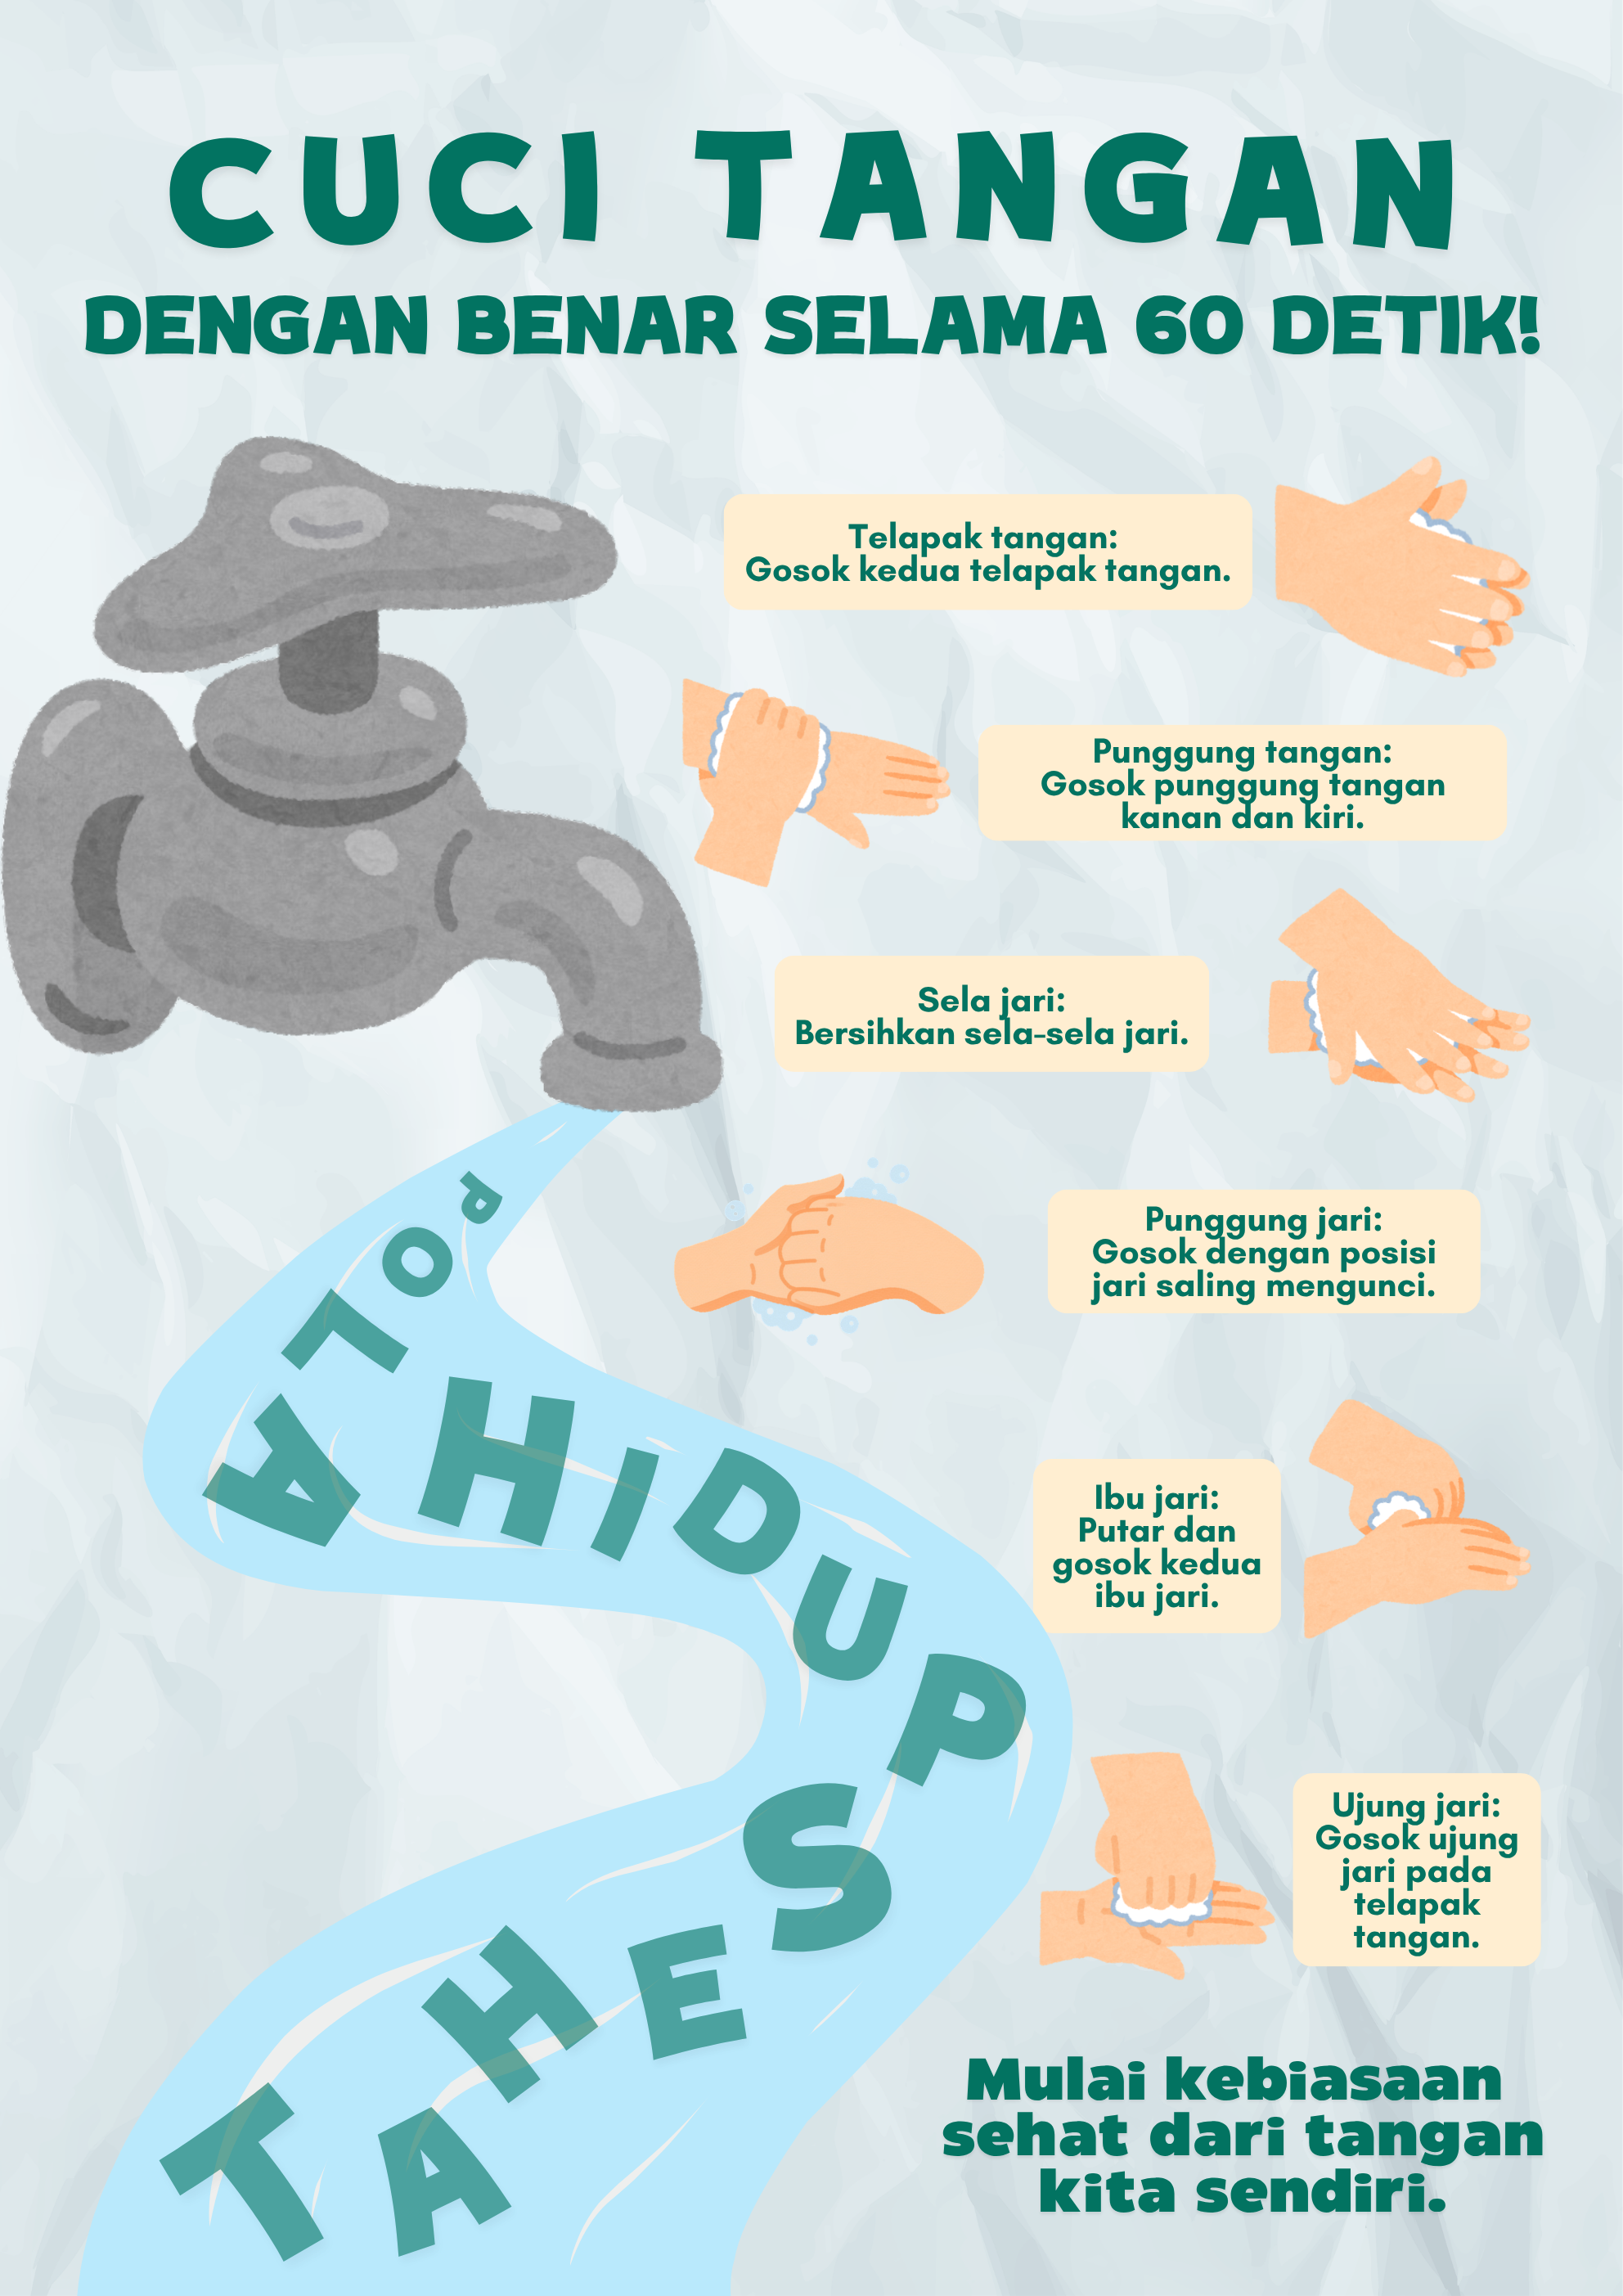 CUCI TANGAN
DENGAN BENAR SELAMA 60 DETIK!
Telapak tangan:
Gosok kedua telapak tangan.
Punggung tangan:
Gosok punggung tangan
kanan dan kiri.
Sela jari:
Bersihkan sela-sela jari.
Punggung jari:
Gosok dengan posisi
jari saling mengunci.
Ibu jari:
Putar dan
gosok kedua
ibu jari.
Ujung jari:
Gosok ujung
jari pada
telapak
tangan.
POLA
HIDUP
SEHAT
Mulai kebiasaan
sehat dari tangan
kita sendiri.